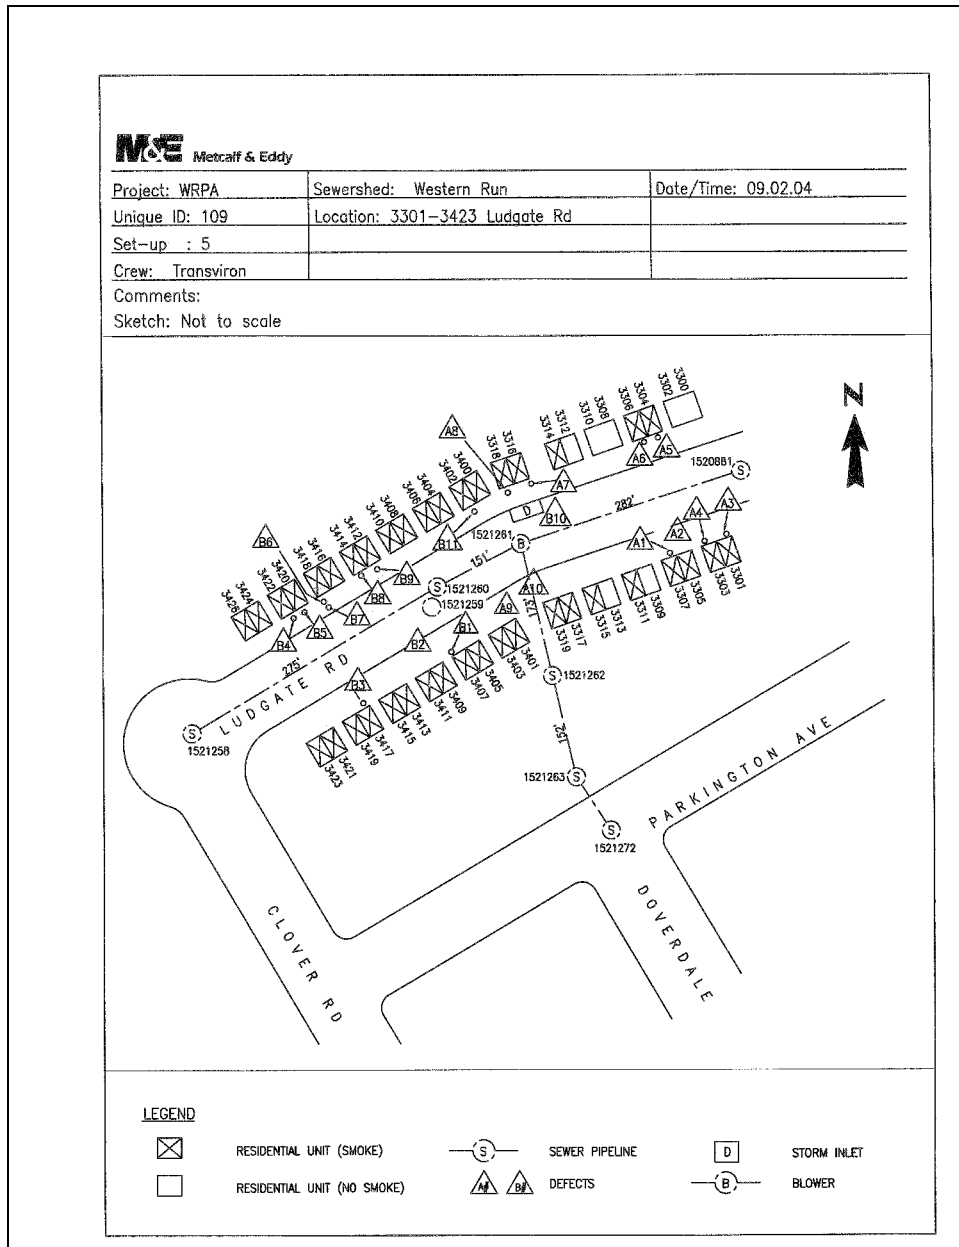 M&E Metcalf & Eddy
Project: WRPA Sewershed: Western Run Date/Time: 09.02.04
Unique ID: 109 Location: 3301-3423 Ludgate Rd
Set-up : 5
Crew: Transviron
Comments:
Sketch: Not to scale
N
3300
3302
3304
3306
3308
3310
3312
3314
3316
3318
3400
3402
3404
3406
3408
3410
3412
3414
3416
3418
3420
3422
3424
3426
A8
A6
A5
A7
B10
D
B11
1521261
B
282'
1520881
S
A1
A2
A4
A3
B6
B9
B8
B7
B5
B4
151'
S
1521260
1521259
A10
A9
B1
B2
B3
73'
275'
LUDGATE RD
S
1521258
3301
3303
3305
3307
3309
3311
3313
3315
3317
3319
3401
3403
3405
3407
3409
3411
3413
3415
3417
3419
3421
3423
S
1521262
152'
1521263
S
S
1521272
PARKINGTON AVE
DOVERDALE
CLOVER RD
LEGEND
RESIDENTIAL UNIT (SMOKE) S SEWER PIPELINE D STORM INLET
RESIDENTIAL UNIT (NO SMOKE) A# B# DEFECTS B BLOWER